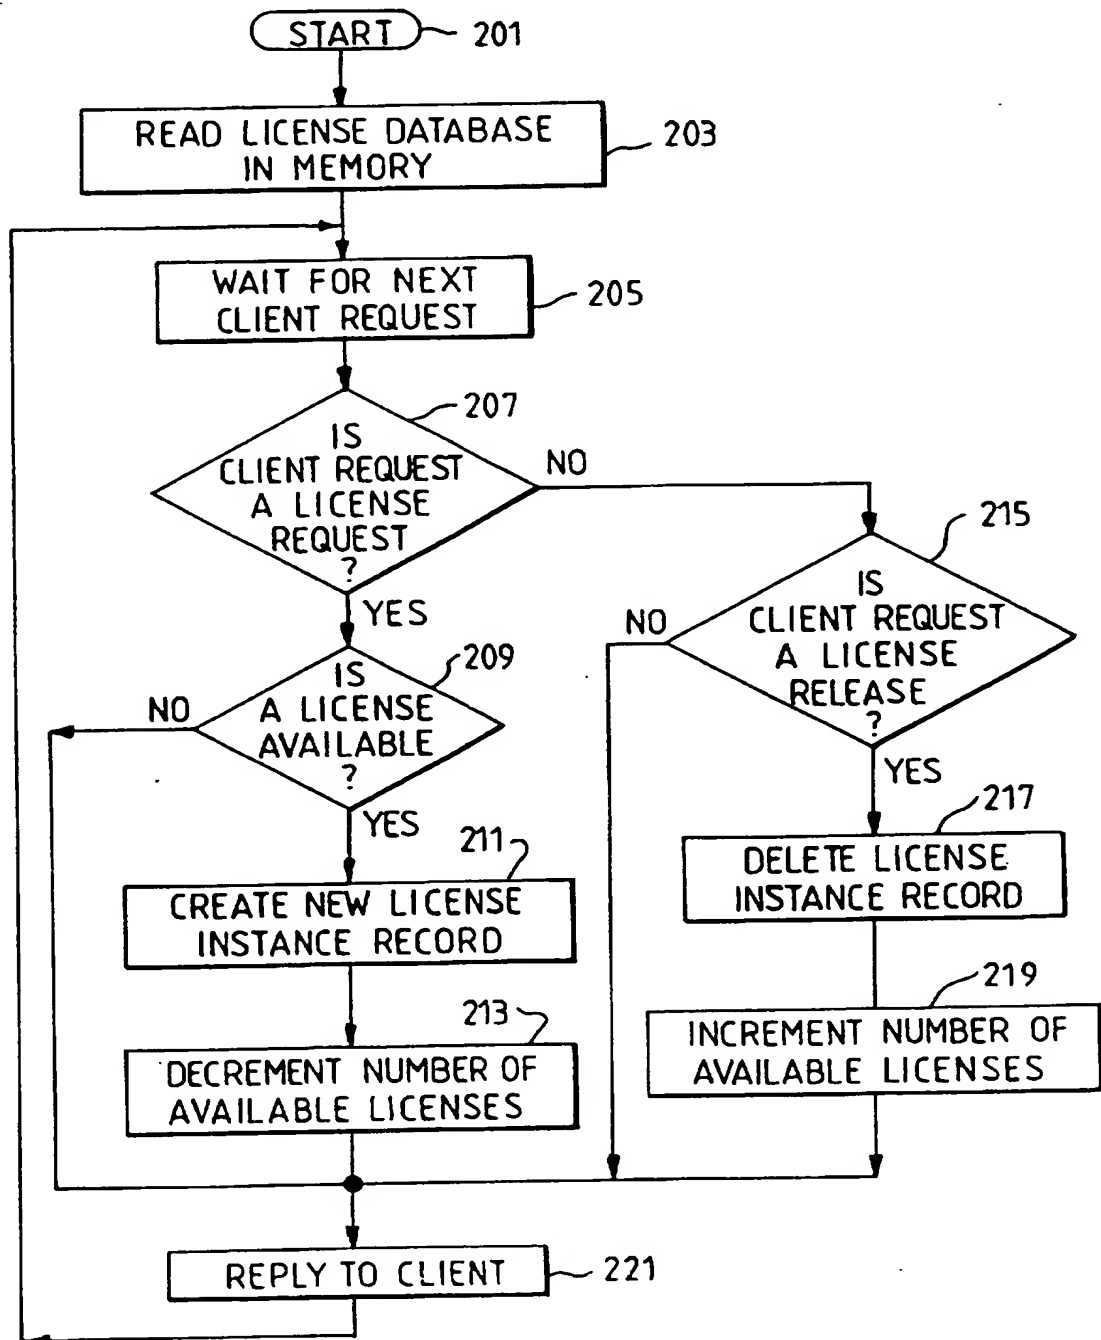 START
201
READ LICENSE DATABASE
IN MEMORY
203
WAIT FOR NEXT
CLIENT REQUEST
205
207
IS
CLIENT REQUEST
A LICENSE
REQUEST
?
NO
YES
215
IS
CLIENT REQUEST
A LICENSE
RELEASE
?
NO
YES
209
IS
A LICENSE
AVAILABLE
?
NO
YES
211
CREATE NEW LICENSE
INSTANCE RECORD
217
DELETE LICENSE
INSTANCE RECORD
213
DECREMENT NUMBER OF
AVAILABLE LICENSES
219
INCREMENT NUMBER OF
AVAILABLE LICENSES
REPLY TO CLIENT
221